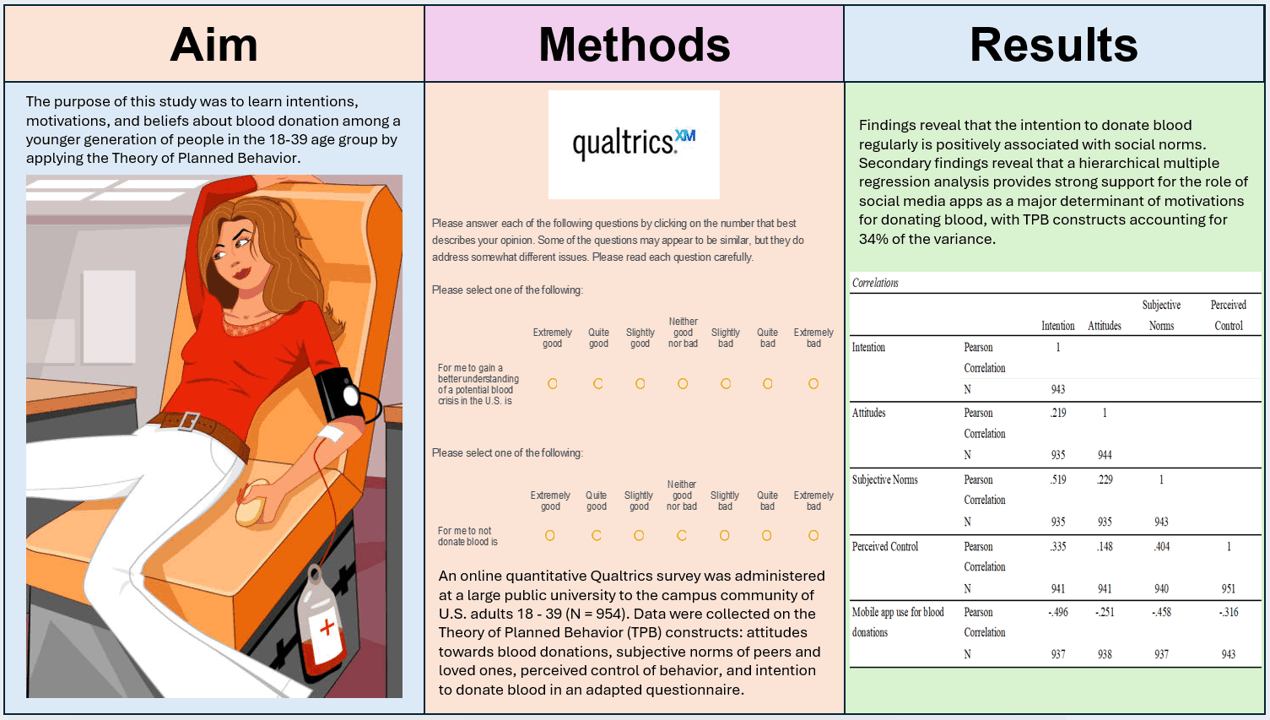 Aim
The purpose of this study was to learn intentions,
motivations, and beliefs about blood donation among a
younger generation of people in the 18-39 age group by
applying the Theory of Planned Behavior.
Methods
qualtrics.XM
Please answer each of the following questions by clicking on the number that best
describes your opinion. Some of the questions may appear to be similar, but they do
address somewhat different issues. Please read each question carefully.
Please select one of the following:
Extremely good Quite good Slightly good Neither good nor bad Slightly bad Quite bad Extremely bad
For me to gain a
better understanding
of a potential blood
crisis in the U.S. is
Please select one of the following:
Extremely good Quite good Slightly good Neither good nor bad Slightly bad Quite bad Extremely bad
For me to not
donate blood is
An online quantitative Qualtrics survey was administered
at a large public university to the campus community of
U.S. adults 18 - 39 (N = 954). Data were collected on the
Theory of Planned Behavior (TPB) constructs: attitudes
towards blood donations, subjective norms of peers and
loved ones, perceived control of behavior, and intention
to donate blood in an adapted questionnaire.
Results
Findings reveal that the intention to donate blood
regularly is positively associated with social norms.
Secondary findings reveal that a hierarchical multiple
regression analysis provides strong support for the role of
social media apps as a major determinant of motivations
for donating blood, with TPB constructs accounting for
34% of the variance.
Correlations
Subjective Perceived
Intention Attitudes Norms Control
Intention Pearson 1
Correlation
N 943
Attitudes Pearson .219 1
Correlation
N 935 944
Subjective Norms Pearson .519 .229 1
Correlation
N 935 935 943
Perceived Control Pearson .335 .148 .404 1
Correlation
N 941 941 940 951
Mobile app use for blood Pearson -.496 -.251 -.458 -.316
donations Correlation
N 937 938 937 943